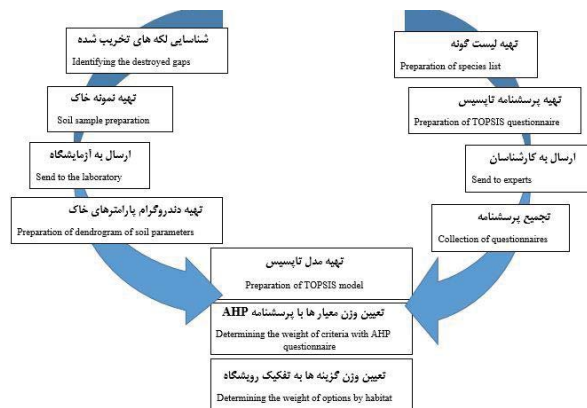 شناسایی لکه های تخریب شده
Identifying the destroyed gaps
تهیه نمونه خاک
Soil sample preparation
ارسال به آزمایشگاه
Send to the laboratory
تهیه دندروگرام پارامترهای خاک
Preparation of dendrogram of soil parameters
تهیه لیست گونه
Preparation of species list
تهیه پرسشنامه تاپسیس
Preparation of TOPSIS questionnaire
ارسال به کارشناسان
Send to experts
تجمیع پرسشنامه
Collection of questionnaires
تهیه مدل تاپسیس
Preparation of TOPSIS model
تعیین وزن معیار ها با پرسشنامه AHP
Determining the weight of criteria with AHP
questionnaire
تعیین وزن گزینه ها به تفکیک رویشگاه
Determining the weight of options by habitat